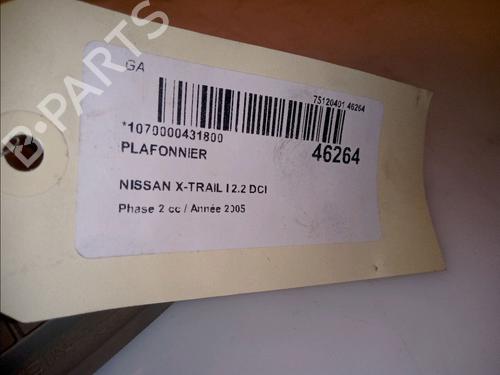 GA
75120401 46264
*1070000431800
PLAFONNIER
46264
NISSAN X-TRAIL I 2.2 DCI
Phase 2 cc / Année 2005
B-PARTS